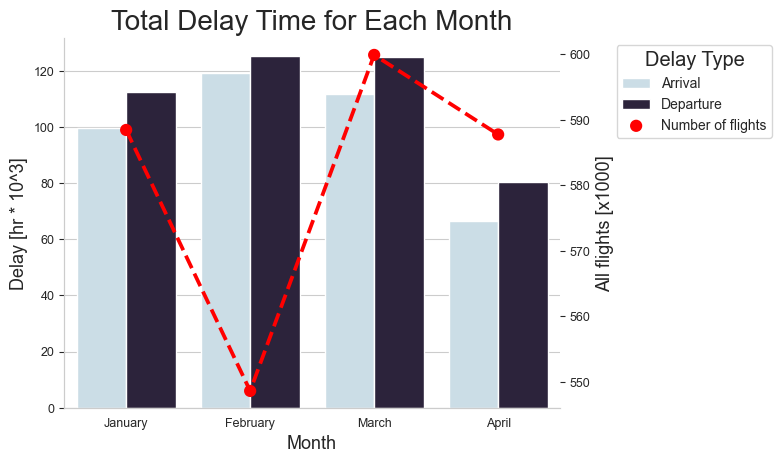 Total Delay Time for Each Month
Delay [hr * 10^3]
120
100
80
60
40
20
0
January February March April
Month
600
590
580
570
560
550
All flights [x1000]
Delay Type
Arrival
Departure
Number of flights